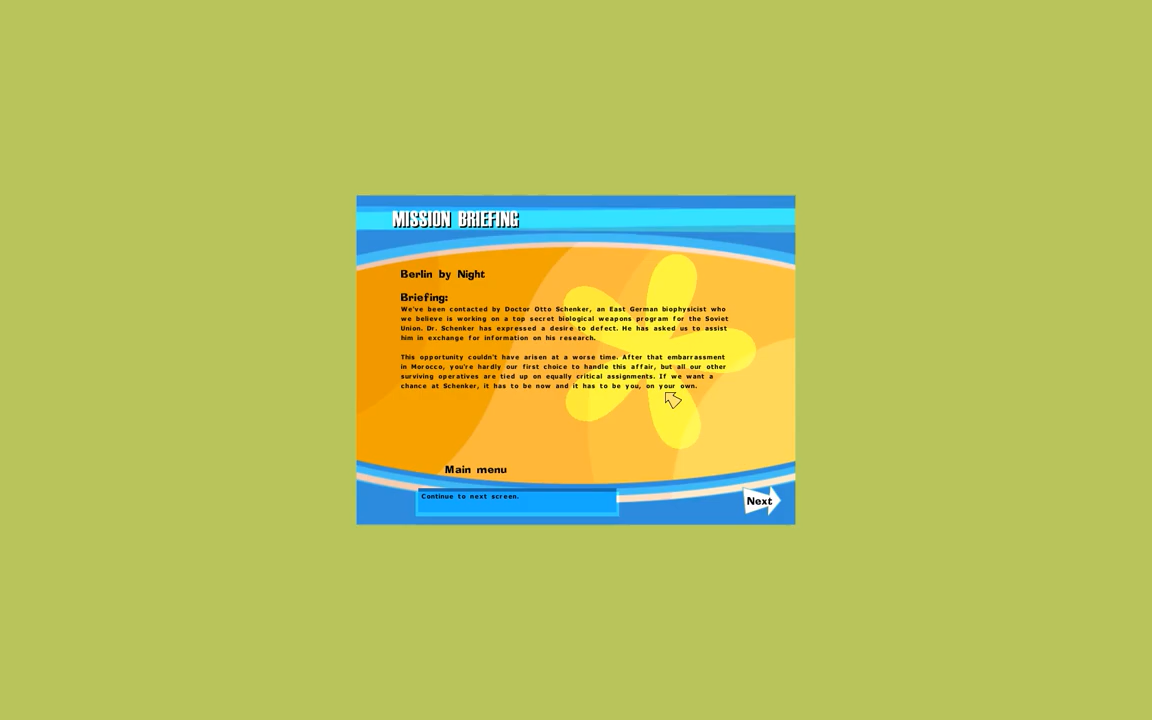 MISSION BRIEFING
Berlin by Night
Briefing:
We've been contacted by Doctor Otto Schenker, an East German biophysicist who
we believe is working on a top secret biological weapons program for the Soviet
Union. Dr. Schenker has expressed a desire to defect. He has asked us to assist
him in exchange for information on his research.
This opportunity couldn't have arisen at a worse time. After that embarrassment
in Morocco, you're hardly our first choice to handle this affair, but all our other
surviving operatives are tied up on equally critical assignments. If we want a
chance at Schenker, it has to be now and it has to be you, on your own.
Main menu
Continue to next screen.
Next